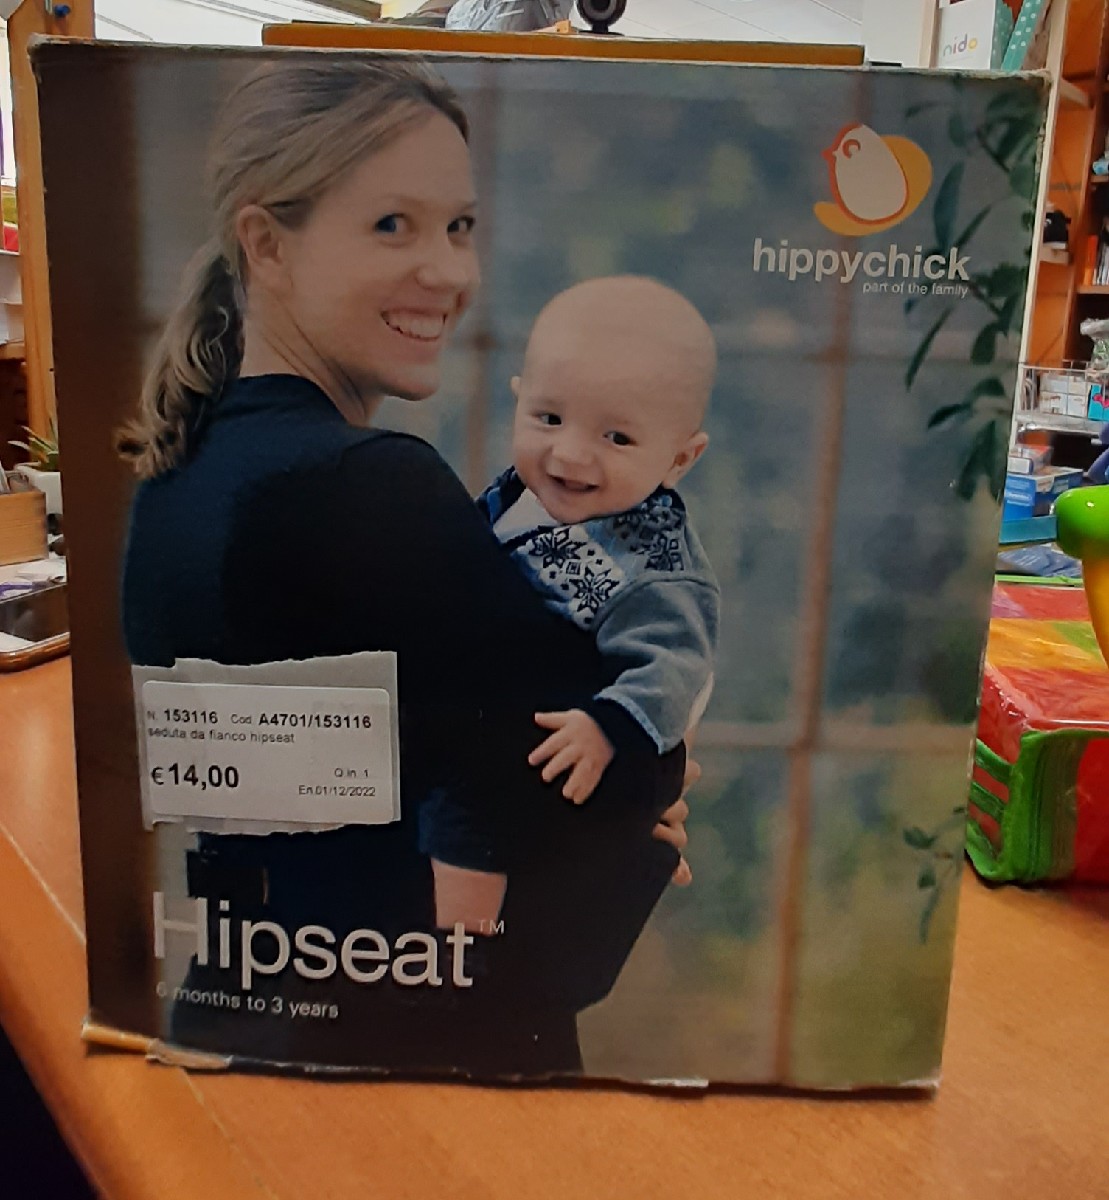 nido
hippychick
part of the family
N. 153116 Cod A4701/153116
seduta da fianco hipseat
€14,00
Q.in. 1
En.01/12/2022
Hipseat™
6 months to 3 years